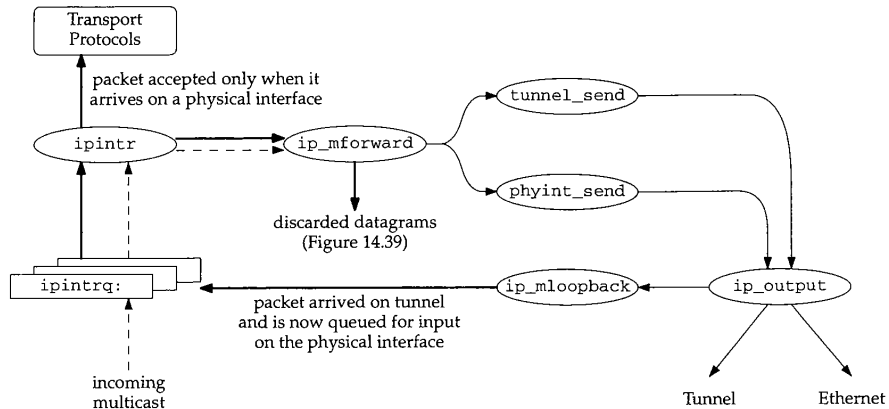 Transport
Protocols
packet accepted only when it
arrives on a physical interface
tunnel_send
ipintr
ip_mforward
phyint_send
discarded datagrams
(Figure 14.39)
ipintrq:
ip_mloopback
ip_output
packet arrived on tunnel
and is now queued for input
on the physical interface
incoming
multicast
Tunnel
Ethernet